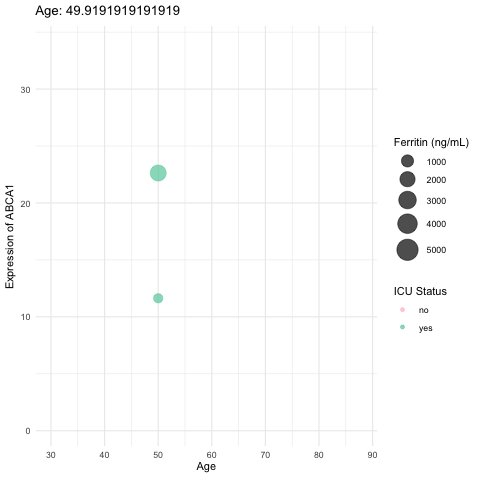 Age: 49.9191919191919
Expression of ABCA1
30
20
10
0
30 40 50 60 70 80 90
Age
Ferritin (ng/mL)
1000
2000
3000
4000
5000
ICU Status
no
yes